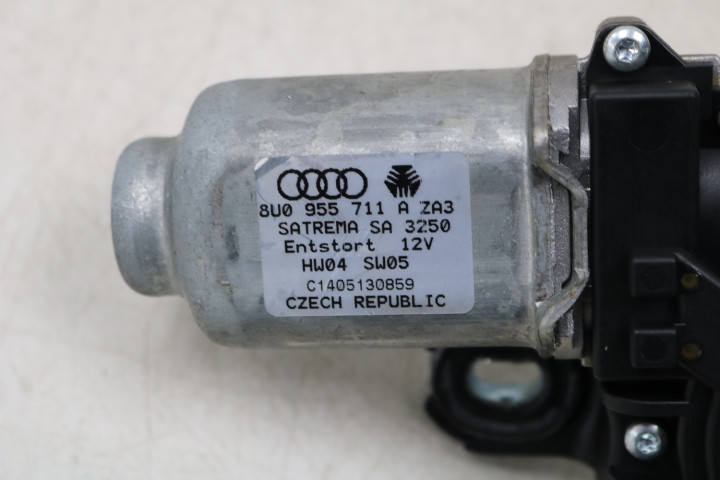 8U0 955 711 A ZA3
SATREMA SA 3250
Entstort 12V
HW04 SW05
C1405130859
CZECH REPUBLIC